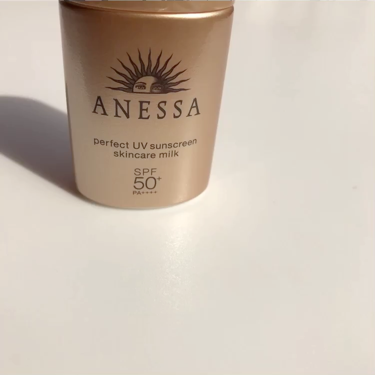 ANESSA
perfect UV sunscreen
skincare milk
SPF
50+
PA++++